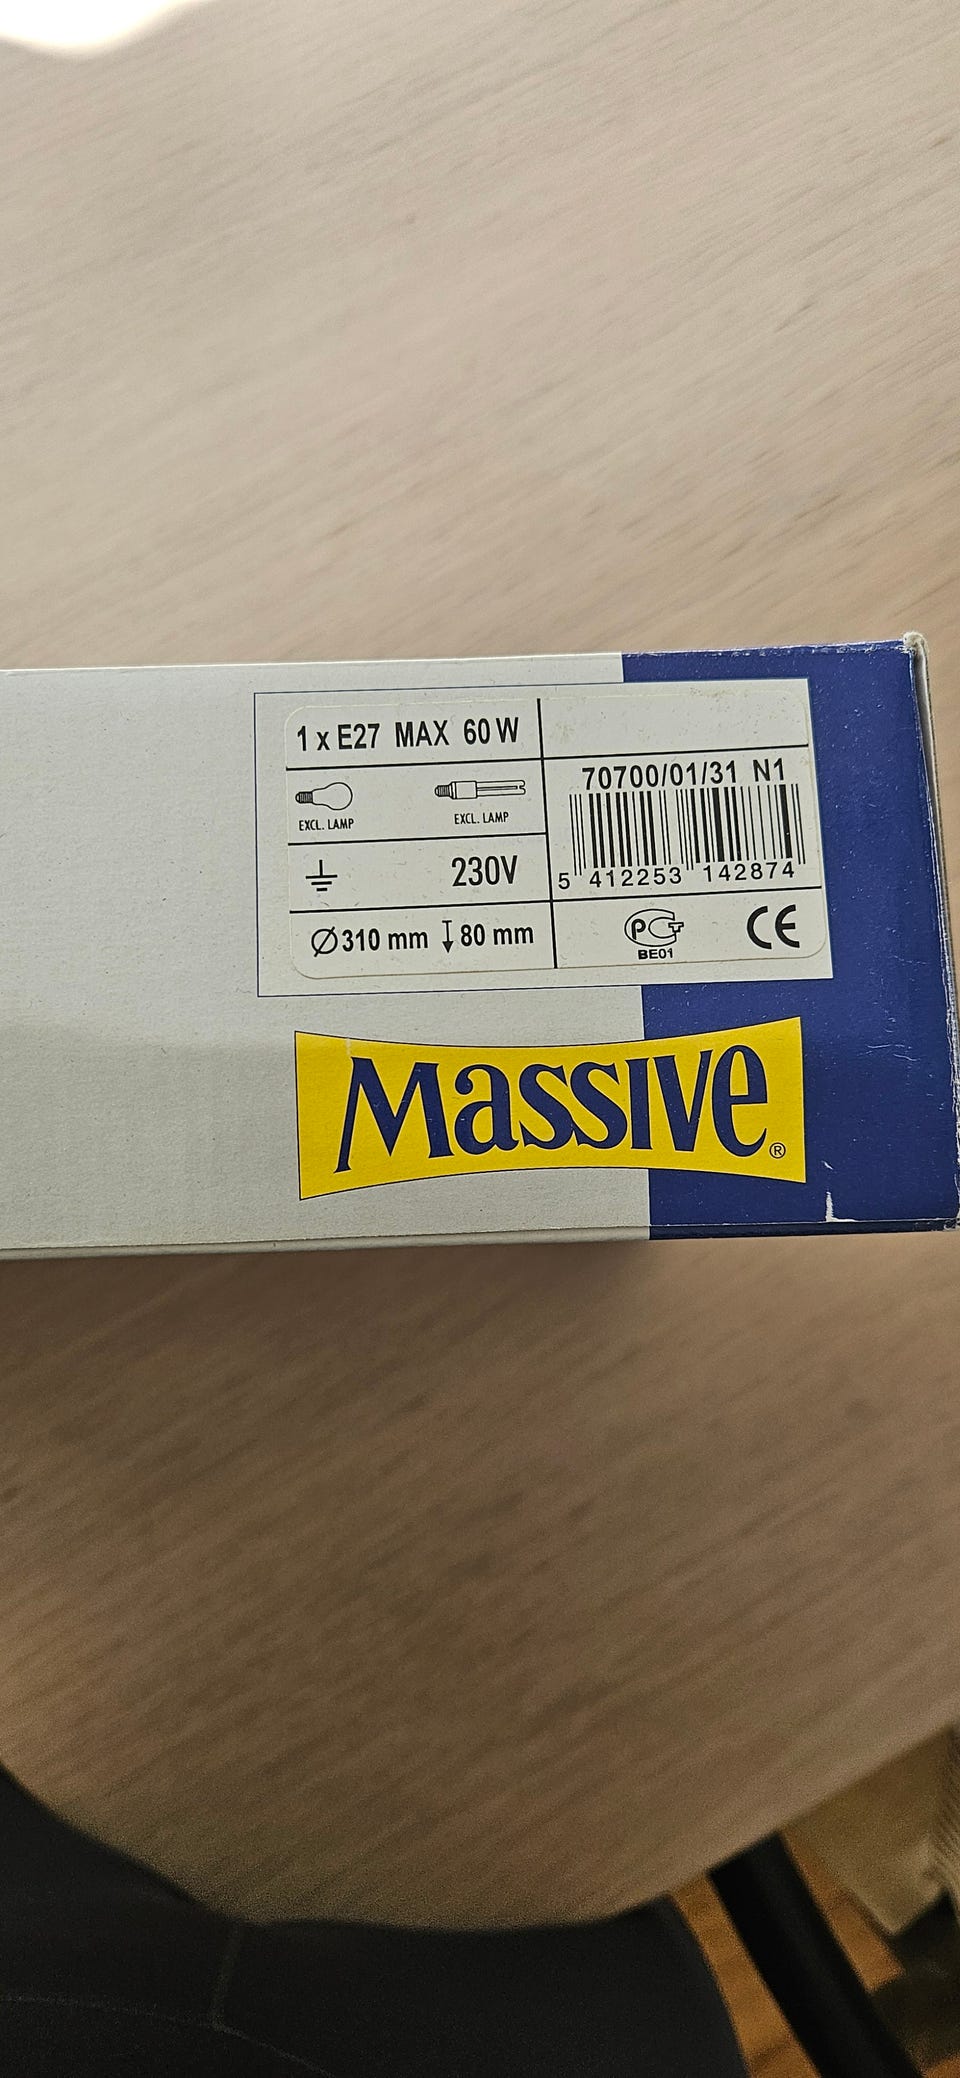 1 x E27 MAX 60 W
EXCL. LAMP
EXCL. LAMP
230V
Ø 310 mm 80 mm
70700/01/31 N1
5 412253 142874
PCT
BE01
CE
Massive®